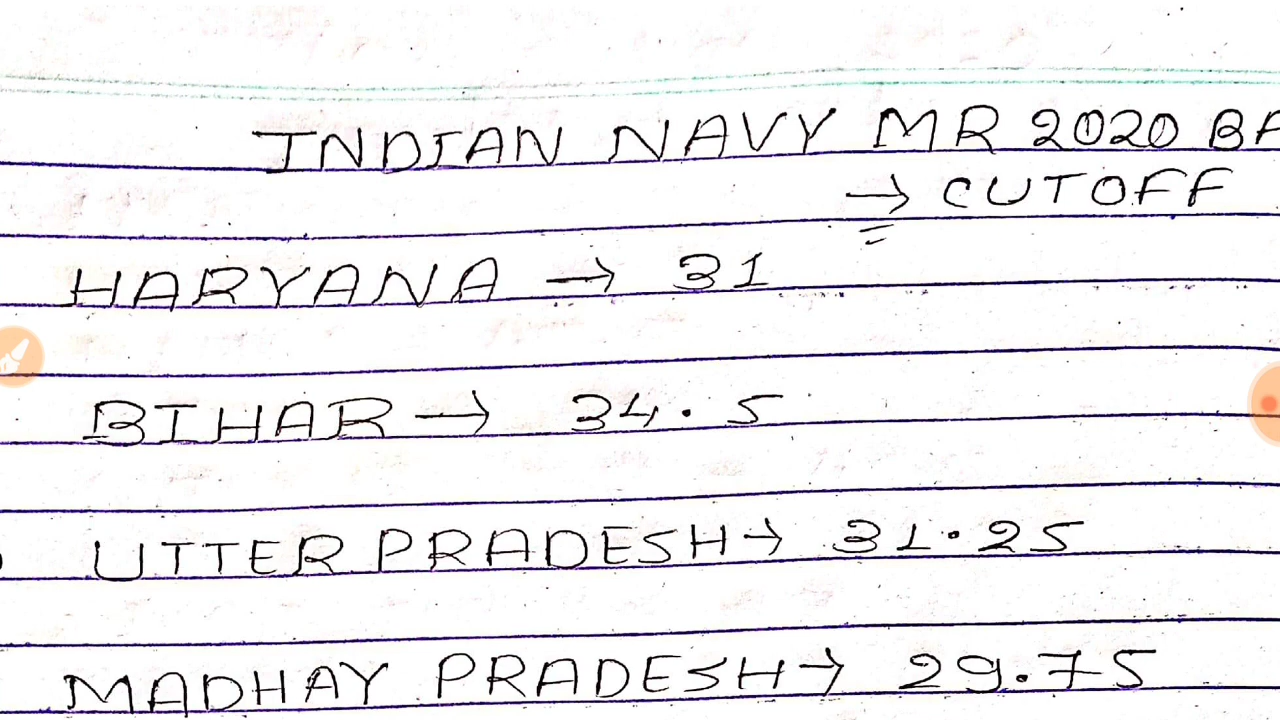 INDIAN NAVY MR 2020 BA
→ CUTOFF
HARYANA → 31
BIHAR → 34.5
UTTER PRADESH → 31.25
MADHAY PRADESH → 29.75